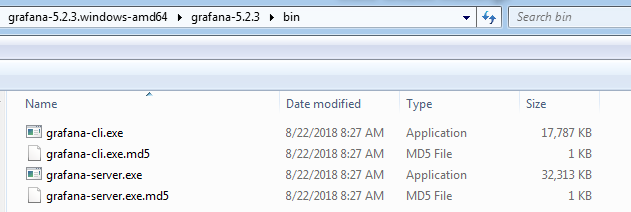 grafana-5.2.3.windows-amd64 ▸ grafana-5.2.3 ▸ bin Search bin
Name Date modified Type Size
grafana-cli.exe 8/22/2018 8:27 AM Application 17,787 KB
grafana-cli.exe.md5 8/22/2018 8:27 AM MD5 File 1 KB
grafana-server.exe 8/22/2018 8:27 AM Application 32,313 KB
grafana-server.exe.md5 8/22/2018 8:27 AM MD5 File 1 KB